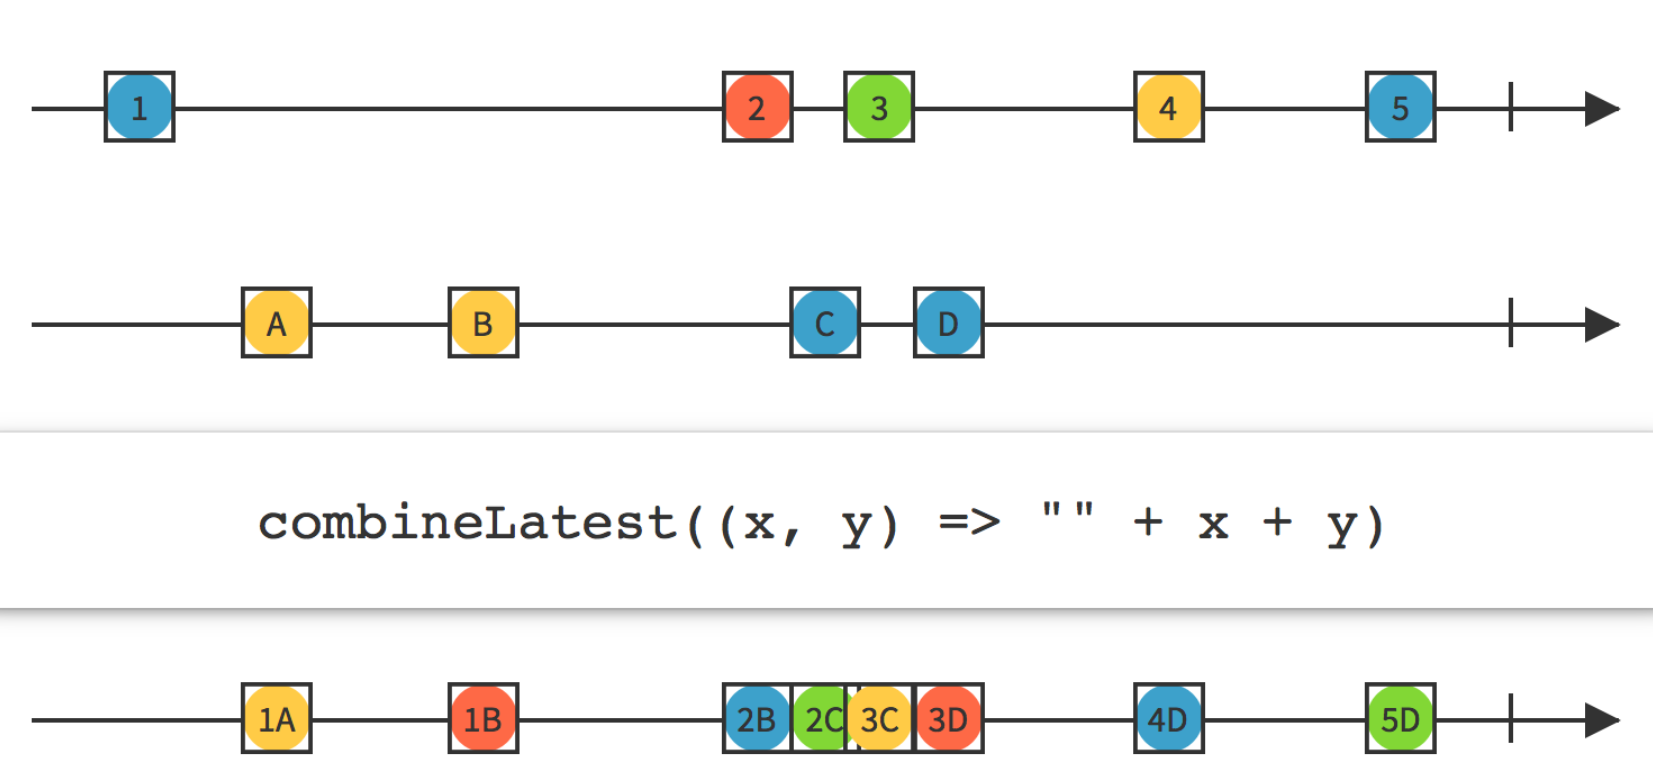 1 2 3 4 5
A B C D
combineLatest((x, y) => "" + x + y)
1A 1B 2B 2C 3C 3D 4D 5D